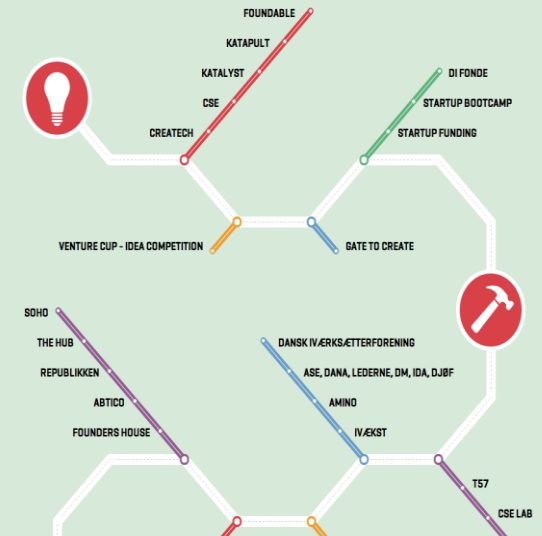 FOUNDABLE
KATAPULT
KATALYST
CSE
CREATECH
DI FONDE
STARTUP BOOTCAMP
STARTUP FUNDING
VENTURE CUP - IDEA COMPETITION
GATE TO CREATE
SOHO
THE HUB
REPUBLIKKEN
ABTICO
FOUNDERS HOUSE
DANSK IVÆRKSÆTTERFORENING
ASE, DANA, LEDERNE, DM, IDA, DJØF
AMINO
IVÆKST
T57
CSE LAB